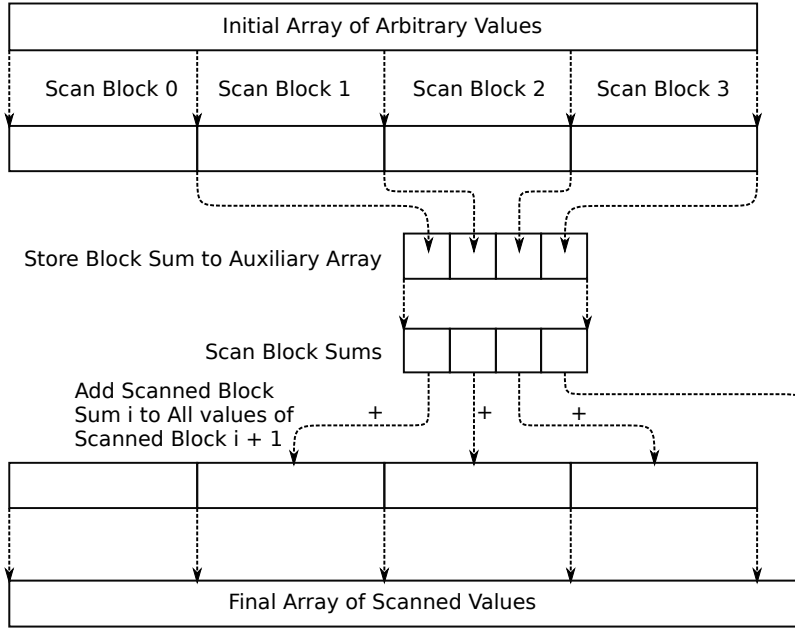 Initial Array of Arbitrary Values
Scan Block 0
Scan Block 1
Scan Block 2
Scan Block 3
Store Block Sum to Auxiliary Array
Scan Block Sums
Add Scanned Block
Sum i to All values of
Scanned Block i + 1
+
+
+
Final Array of Scanned Values